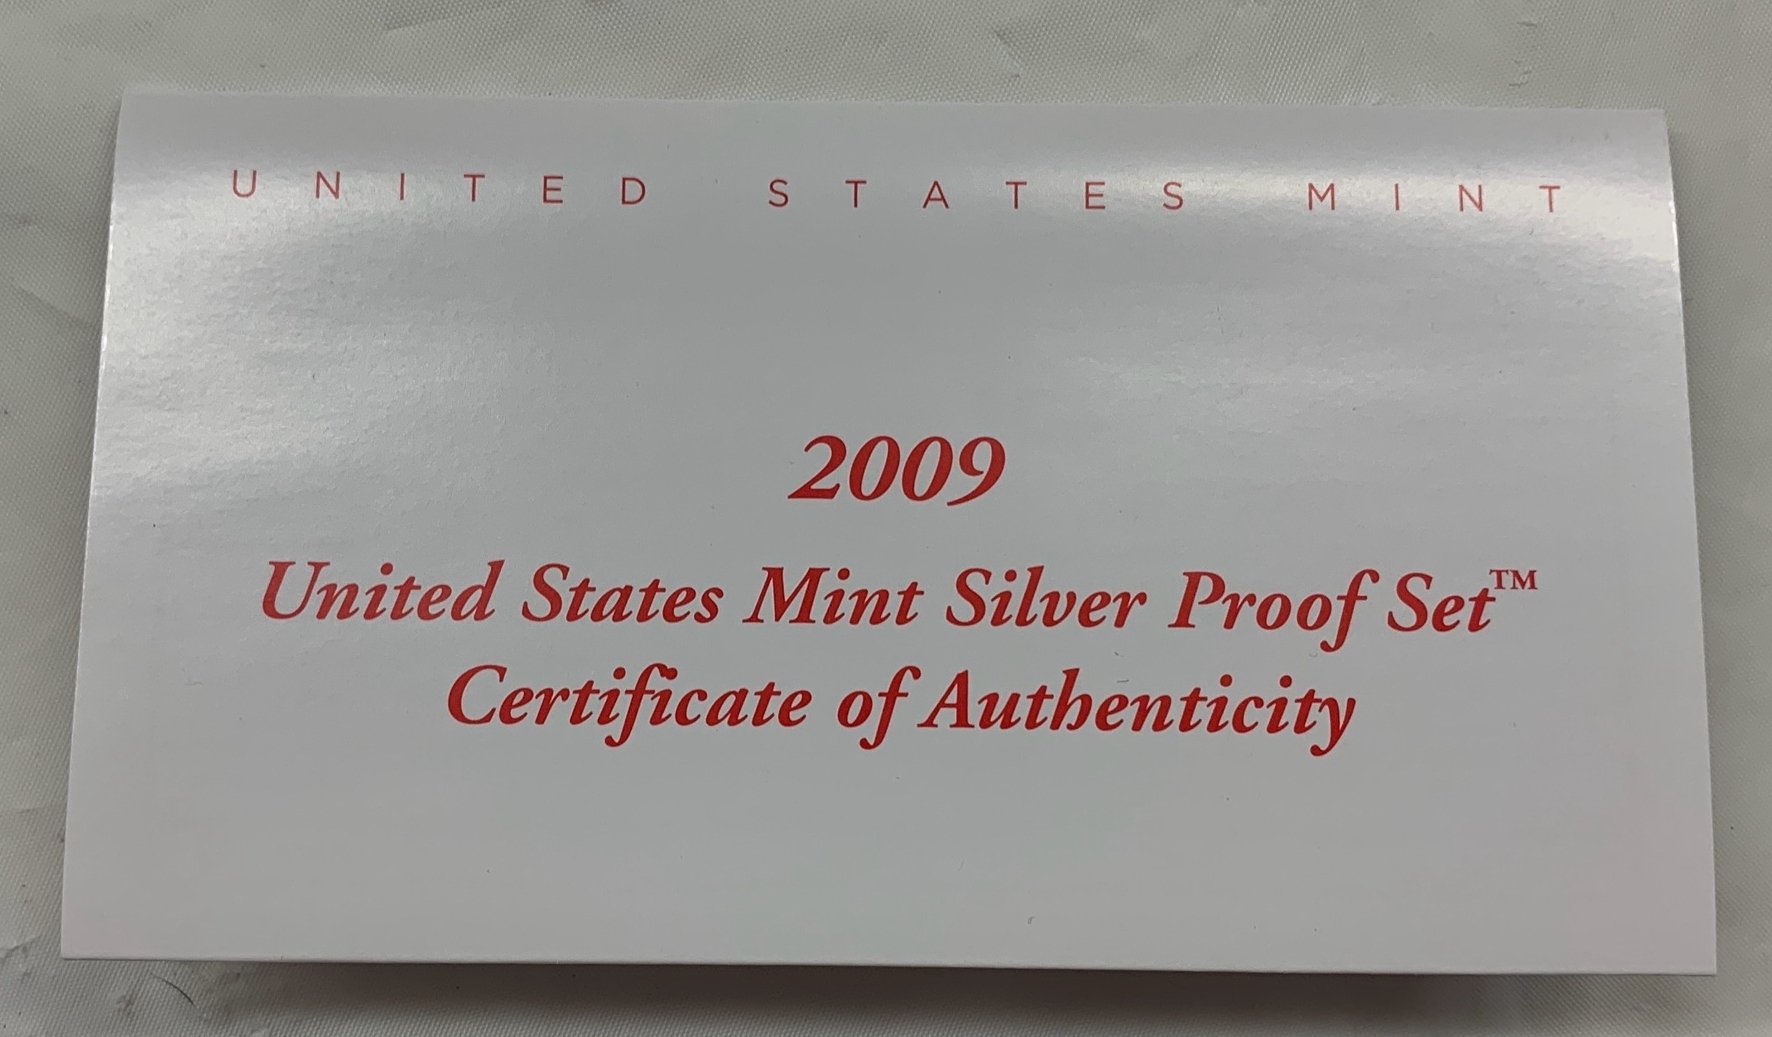 UNITED STATES MINT
2009
United States Mint Silver Proof Set™
Certificate of Authenticity